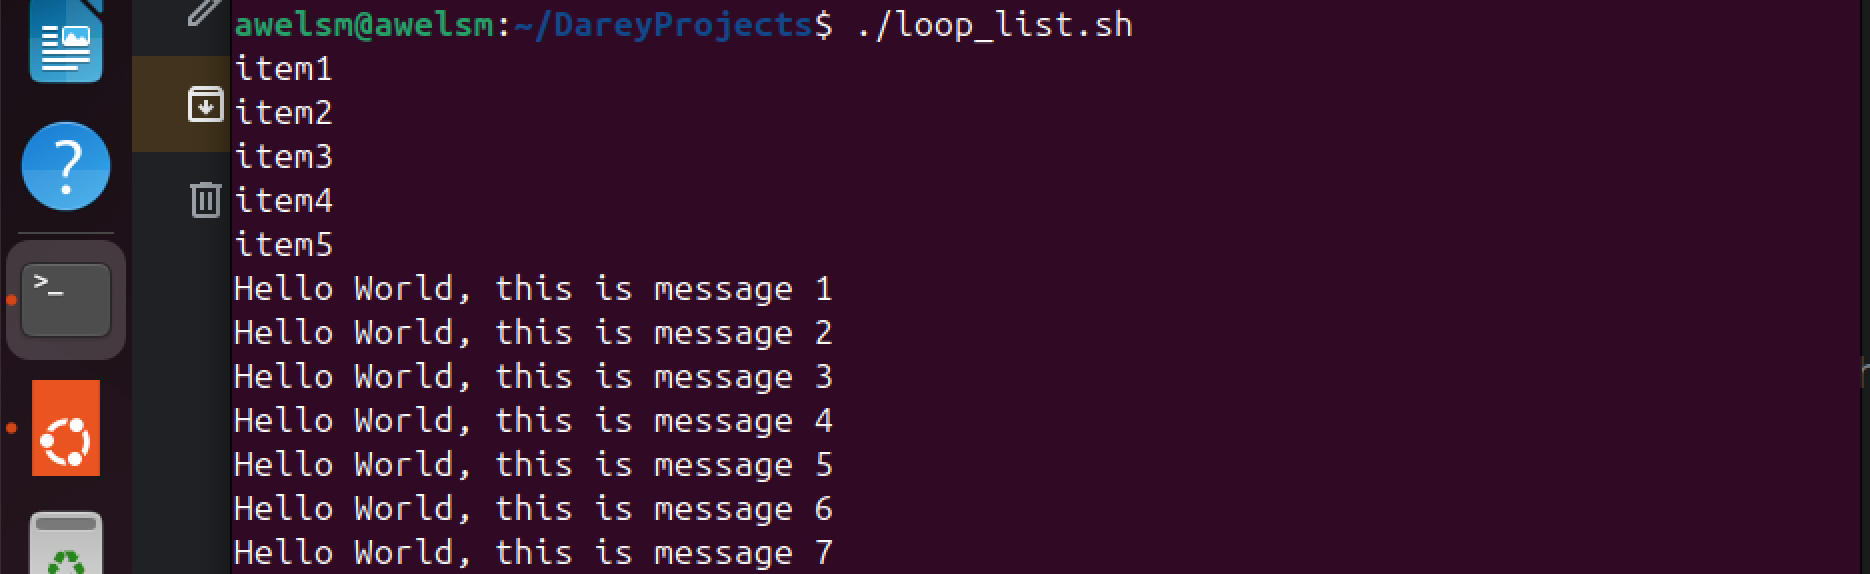 awelsm@awelsm:~/DareyProjects$ ./loop_list.sh
item1
item2
item3
item4
item5
Hello World, this is message 1
Hello World, this is message 2
Hello World, this is message 3
Hello World, this is message 4
Hello World, this is message 5
Hello World, this is message 6
Hello World, this is message 7